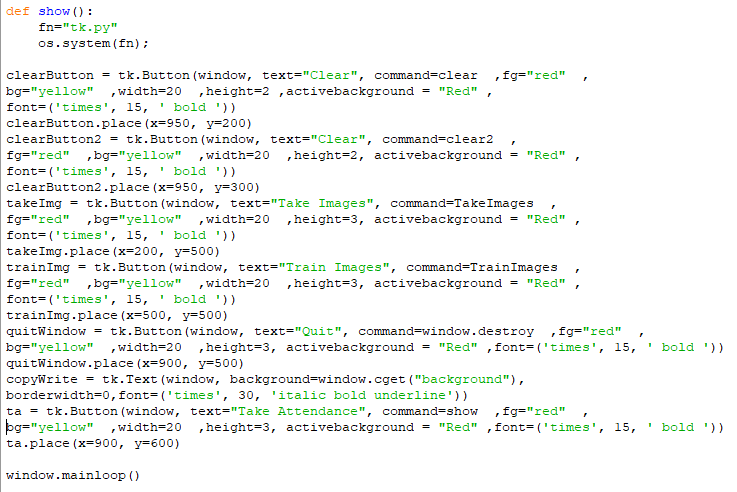 def show():
    fn="tk.py"
    os.system(fn);

clearButton = tk.Button(window, text="Clear", command=clear  ,fg="red"  ,
bg="yellow"  ,width=20  ,height=2 ,activebackground = "Red" ,
font=('times', 15, ' bold '))
clearButton.place(x=950, y=200)
clearButton2 = tk.Button(window, text="Clear", command=clear2  ,
fg="red"  ,bg="yellow"  ,width=20  ,height=2, activebackground = "Red" ,
font=('times', 15, ' bold '))
clearButton2.place(x=950, y=300)
takeImg = tk.Button(window, text="Take Images", command=TakeImages  ,
fg="red"  ,bg="yellow"  ,width=20  ,height=3, activebackground = "Red" ,
font=('times', 15, ' bold '))
takeImg.place(x=200, y=500)
trainImg = tk.Button(window, text="Train Images", command=TrainImages  ,
fg="red"  ,bg="yellow"  ,width=20  ,height=3, activebackground = "Red" ,
font=('times', 15, ' bold '))
trainImg.place(x=500, y=500)
quitWindow = tk.Button(window, text="Quit", command=window.destroy  ,fg="red"  ,
bg="yellow"  ,width=20  ,height=3, activebackground = "Red" ,font=('times', 15, ' bold '))
quitWindow.place(x=900, y=500)
copyWrite = tk.Text(window, background=window.cget("background"),
borderwidth=0,font=('times', 30, 'italic bold underline'))
ta = tk.Button(window, text="Take Attendance", command=show  ,fg="red"  ,
bg="yellow"  ,width=20  ,height=3, activebackground = "Red" ,font=('times', 15, ' bold '))
ta.place(x=900, y=600)

window.mainloop()